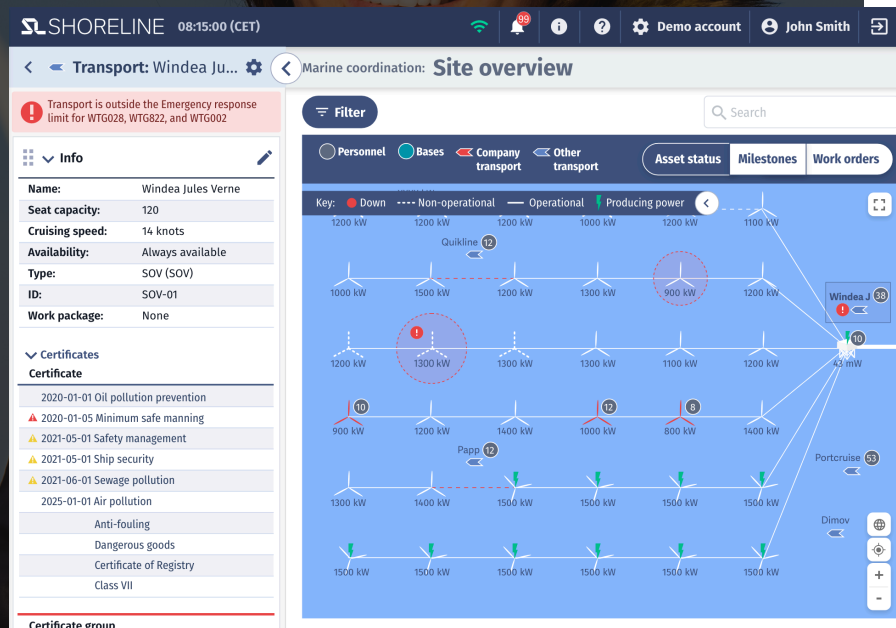 SHORELINE 08:15:00 (CET)
99
Demo account
John Smith
Transport: Windea Ju...
Transport is outside the Emergency response
limit for WTG028, WTG822, and WTG002
Info
Name: Windea Jules Verne
Seat capacity: 120
Cruising speed: 14 knots
Availability: Always available
Type: SOV (SOV)
ID: SOV-01
Work package: None
Certificates
Certificate
2020-01-01 Oil pollution prevention
2020-01-05 Minimum safe manning
2021-05-01 Safety management
2021-05-01 Ship security
2021-06-01 Sewage pollution
2025-01-01 Air pollution
Anti-fouling
Dangerous goods
Certificate of Registry
Class VII
Certificate group
Marine coordination: Site overview
Filter
Search
Personnel
Bases
Company
transport
Other
transport
Asset status
Milestones
Work orders
Key: Down Non-operational Operational Producing power
1200 kW 1200 kW 1200 kW 1000 kW 1200 kW 1100 kW
Quikline 12
1000 kW 1500 kW 1200 kW 1300 kW 900 kW 1200 kW
Windea J 38
10
1200 kW 1300 kW 1300 kW 1300 kW 1100 kW 1200 kW 43 mW
10 12 8
900 kW 1200 kW 1400 kW 1000 kW 800 kW 1400 kW
Papp 12
Portcruise 53
1300 kW 1400 kW 1500 kW 1500 kW 1500 kW 1500 kW
Dimov
1500 kW 1500 kW 1500 kW 1500 kW 1500 kW 1500 kW